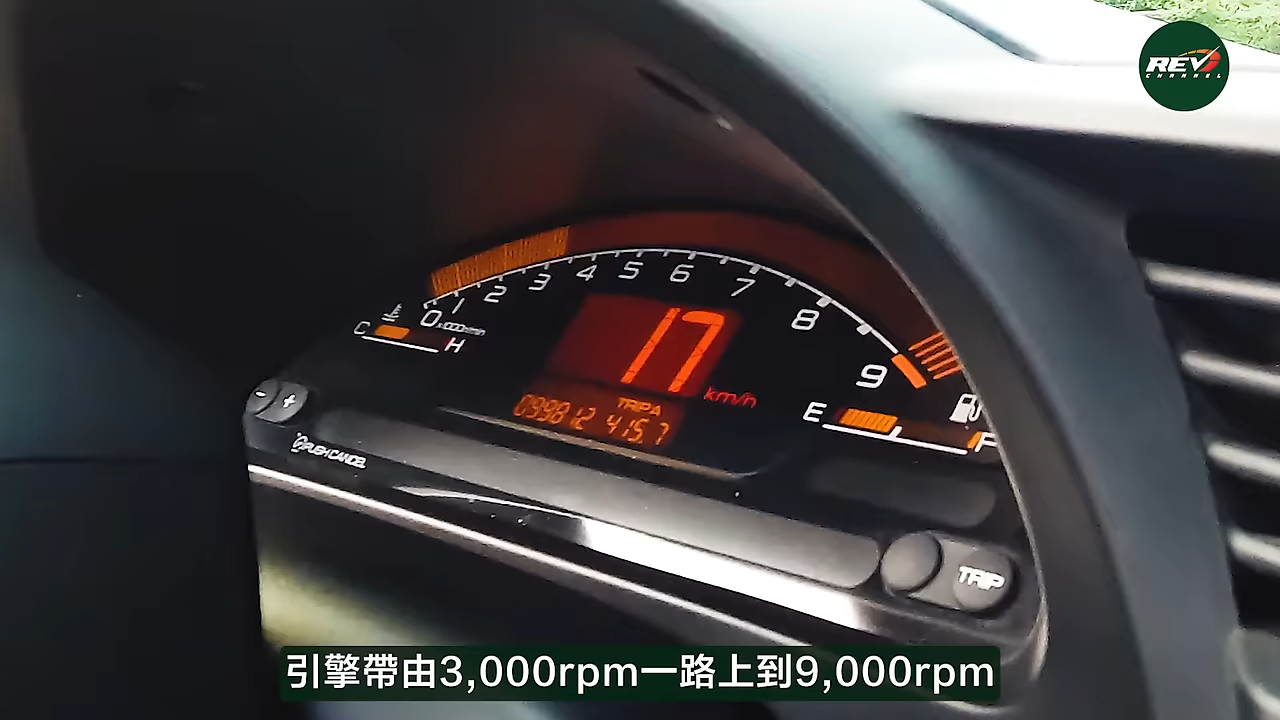 REV
CHANNEL
0 1 2 3 4 5 6 7 8 9
x1000r/min
C H
17
km/h
TRIP A
099812 415.7
E F
- +
PUSH CANCEL
TRIP
引擎帶由3,000rpm一路上到9,000rpm